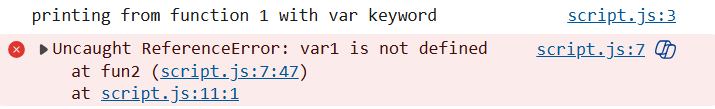 printing from function 1 with var keyword script.js:3
▶Uncaught ReferenceError: var1 is not defined script.js:7
at fun2 (script.js:7:47)
at script.js:11:1